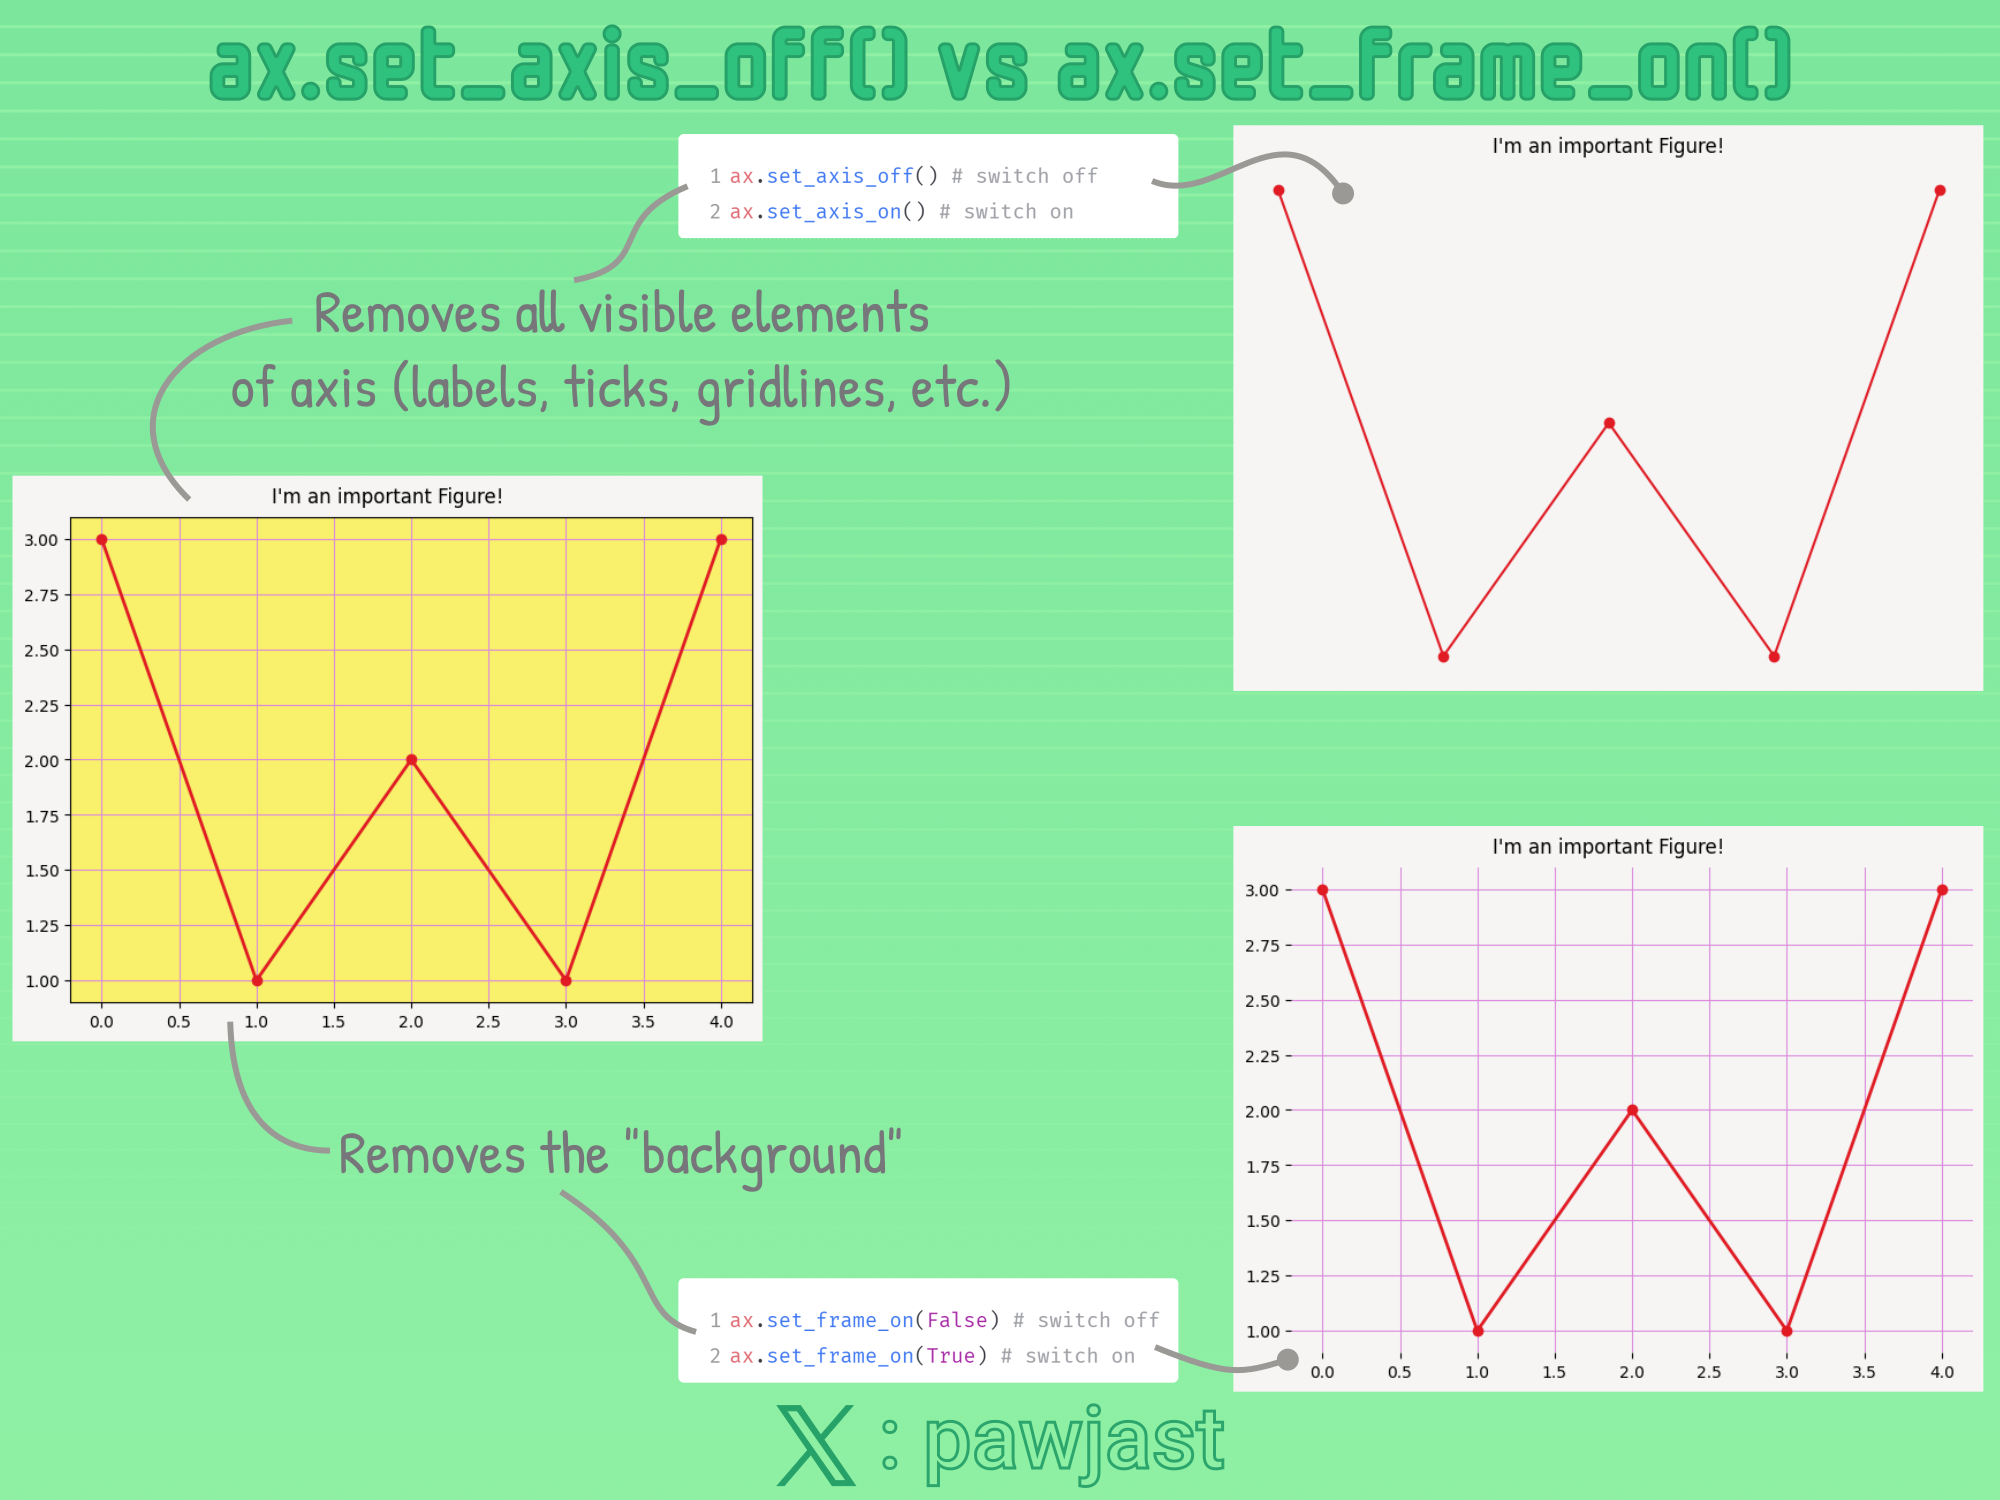 ax.set_axis_off() vs ax.set_frame_on()
1 ax.set_axis_off() # switch off
2 ax.set_axis_on() # switch on
I'm an important Figure!
Removes all visible elements
of axis (labels, ticks, gridlines, etc.)
I'm an important Figure!
3.00
2.75
2.50
2.25
2.00
1.75
1.50
1.25
1.00
0.0 0.5 1.0 1.5 2.0 2.5 3.0 3.5 4.0
I'm an important Figure!
3.00
2.75
2.50
2.25
2.00
1.75
1.50
1.25
1.00
0.0 0.5 1.0 1.5 2.0 2.5 3.0 3.5 4.0
Removes the "background"
1 ax.set_frame_on(False) # switch off
2 ax.set_frame_on(True) # switch on
X : pawjast